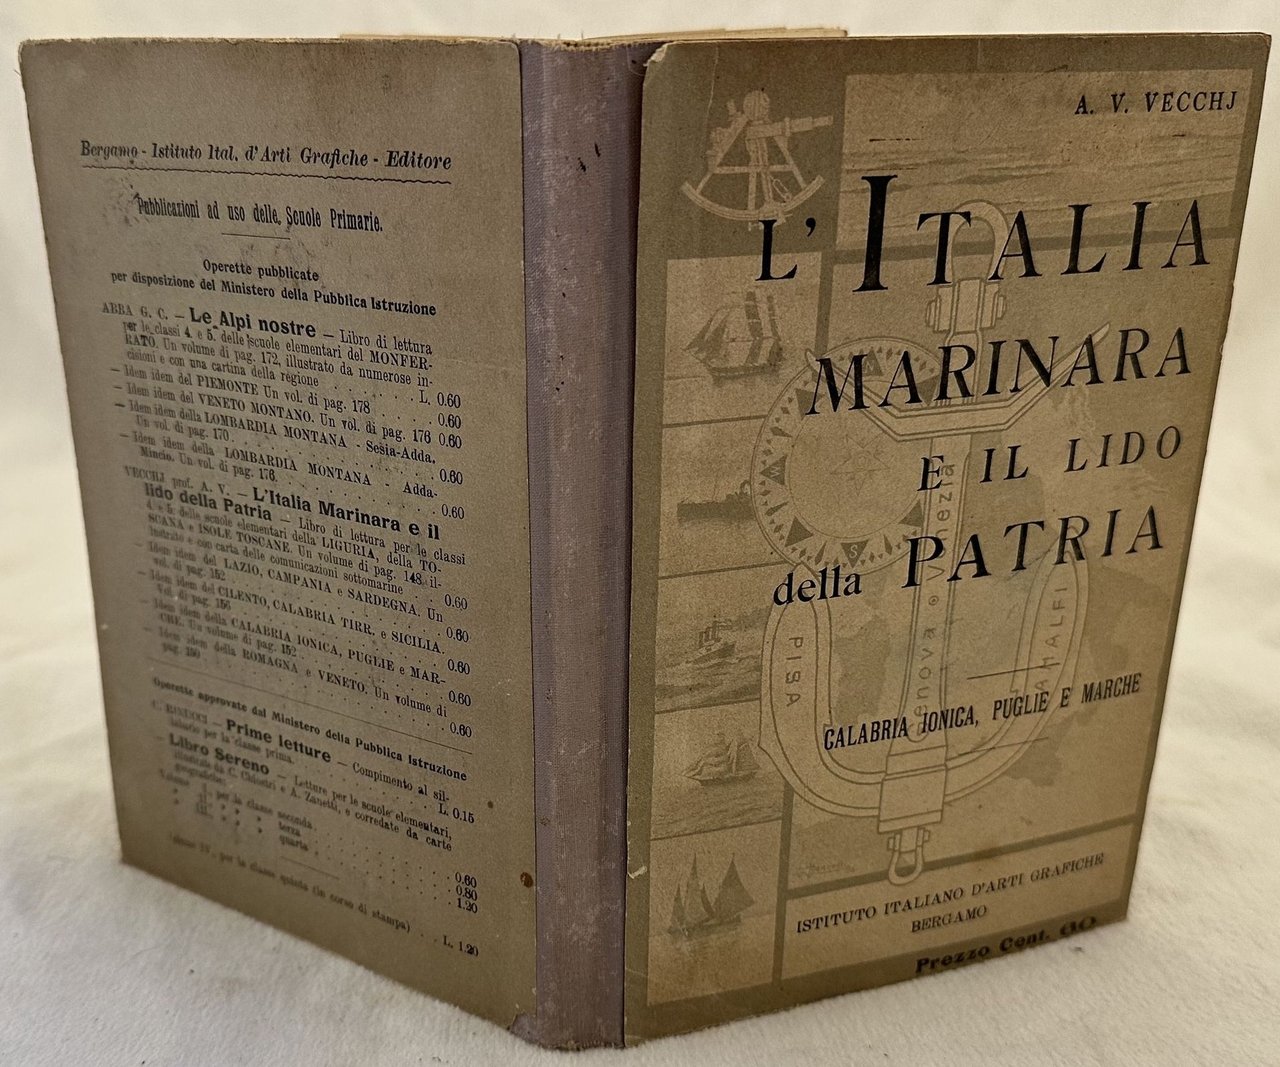 Bergamo - Istituto Ital. d'Arti Grafiche - Editore
Pubblicazioni ad uso delle Scuole Primarie.
Operette pubblicate
per disposizione del Ministero della Pubblica Istruzione
ABBA G. C. — Le Alpi nostre — Libro di lettura
per le classi 4. e 5. delle scuole elementari del MONFER-
RATO. Un volume di pag. 172, illustrato da numerose in-
cisioni e con una cartina della regione . . . . . . L. 0.60
— Idem idem del PIEMONTE Un vol. di pag. 178 . . . . 0.60
— Idem idem del VENETO MONTANO. Un vol. di pag. 176 0.60
— Idem idem della LOMBARDIA MONTANA - Sesia-Adda.
Un vol. di pag. 170 . . . . . . 0.60
— Idem idem della LOMBARDIA MONTANA - Adda-
Mincio. Un vol. di pag. 176. . . . . . 0.60
VECCHJ prof. A. V. — L'Italia Marinara e il
lido della Patria — Libro di lettura per le classi
4. e 5. delle scuole elementari della LIGURIA, della TO-
SCANA e ISOLE TOSCANE. Un volume di pag. 148 il-
lustrato e con carta delle comunicazioni sottomarine . . 0.60
— Idem idem del LAZIO, CAMPANIA e SARDEGNA. Un
vol. di pag. 152 . . . . . . 0.60
— Idem idem del CILENTO, CALABRIA TIRR. e SICILIA.
Vol. di pag. 156 . . . . . . 0.60
— Idem idem della CALABRIA IONICA, PUGLIE e MAR-
CHE. Un volume di pag. 152 . . . . . . 0.60
— Idem idem della ROMAGNA e VENETO. Un volume di
pag. 150 . . . . . . 0.60
Operette approvate dal Ministero della Pubblica Istruzione
— Prime letture — Compimento al sil-
labario per la classe prima. . . . . . L. 0.15
— Libro Sereno — Letture per le scuole elementari,
illustrate da C. Chiostri e A. Zanetti, e corredate da carte
geografiche:
Volume I. per la classe seconda . . . . . . 0.60
» II. » » » terza . . . . . . 0.80
» III. » » » quarta . . . . . . 1.20
IV - per la classe quinta (in corso di stampa) . . L. 1.20
A. V. VECCHJ
L'ITALIA
MARINARA
E IL LIDO
della PATRIA
CALABRIA IONICA, PUGLIE E MARCHE
PISA
Genova
Venezia
AMALFI
W
S
ISTITUTO ITALIANO D'ARTI GRAFICHE
BERGAMO
Prezzo Cent. 60